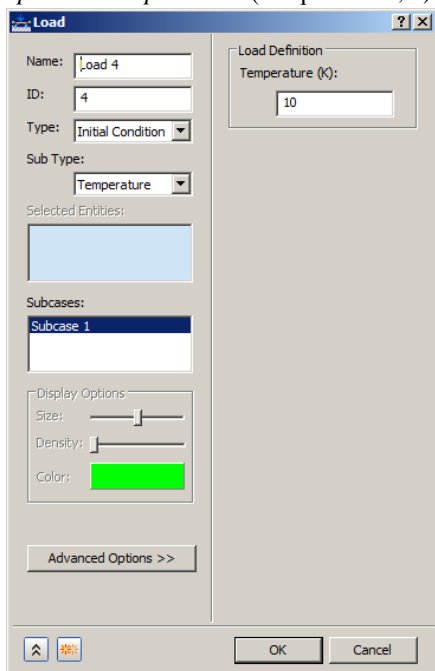 Load
Name: Load 4
ID: 4
Type: Initial Condition
Sub Type:
Temperature
Selected Entities:
Subcases:
Subcase 1
Display Options
Size:
Density:
Color:
Advanced Options >>
Load Definition
Temperature (K):
10
OK Cancel